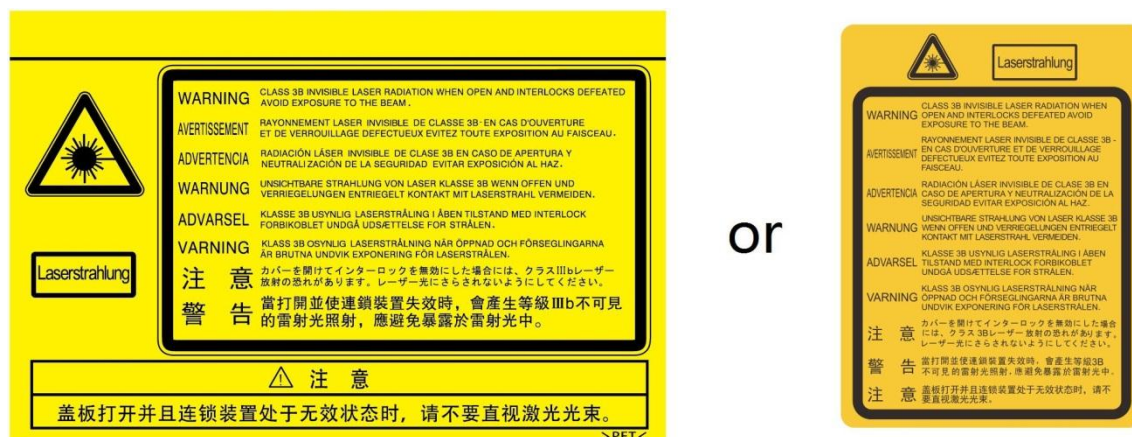 WARNING CLASS 3B INVISIBLE LASER RADIATION WHEN OPEN AND INTERLOCKS DEFEATED
AVOID EXPOSURE TO THE BEAM.
AVERTISSEMENT RAYONNEMENT LASER INVISIBLE DE CLASSE 3B-EN CAS D'OUVERTURE
ET DE VERROUILLAGE DEFECTUEUX EVITEZ TOUTE EXPOSITION AU FAISCEAU.
ADVERTENCIA RADIACIÓN LÁSER INVISIBLE DE CLASE 3B EN CASO DE APERTURA Y
NEUTRALIZACIÓN DE LA SEGURIDAD EVITAR EXPOSICIÓN AL HAZ.
WARNUNG UNSICHTBARE STRAHLUNG VON LASER KLASSE 3B WENN OFFEN UND
VERRIEGELUNGEN ENTRIEGELT KONTAKT MIT LASERSTRAHL VERMEIDEN.
ADVARSEL KLASSE 3B USYNLIG LASERSTRÅLING I ÅBEN TILSTAND MED INTERLOCK
FORBIKOBLET UNDGÅ UDSÆTTELSE FOR STRÅLEN.
VARNING KLASS 3B OSYNLIG LASERSTRÅLNING NÄR ÖPPNAD OCH FÖRSEGLINGARNA
ÄR BRUTNA UNDVIK EXPONERING FÖR LASERSTRÅLEN.
注 意 カバーを開けてインターロックを無効にした場合には、クラスIIIbレーザー
放射の恐れがあります。レーザー光にさらされないようにしてください。
警 告 當打開並使連鎖裝置失效時，會產生等級IIIb不可見
的雷射光照射，應避免暴露於雷射光中。
Laserstrahlung
⚠ 注 意
盖板打开并且连锁装置处于无效状态时，请不要直视激光光束。
>PET<
or
Laserstrahlung
WARNING CLASS 3B INVISIBLE LASER RADIATION WHEN
OPEN AND INTERLOCKS DEFEATED AVOID
EXPOSURE TO THE BEAM.
AVERTISSEMENT RAYONNEMENT LASER INVISIBLE DE CLASSE 3B -
EN CAS D'OUVERTURE ET DE VERROUILLAGE
DEFECTUEUX EVITEZ TOUTE EXPOSITION AU
FAISCEAU.
ADVERTENCIA RADIACIÓN LÁSER INVISIBLE DE CLASE 3B EN
CASO DE APERTURA Y NEUTRALIZACIÓN DE LA
SEGURIDAD EVITAR EXPOSICIÓN AL HAZ.
WARNUNG UNSICHTBARE STRAHLUNG VON LASER KLASSE 3B
WENN OFFEN UND VERRIEGELUNGEN ENTRIEGELT
KONTAKT MIT LASERSTRAHL VERMEIDEN.
ADVARSEL KLASSE 3B USYNLIG LASERSTRÅLING I ÅBEN
TILSTAND MED INTERLOCK FORBIKOBLET
UNDGÅ UDSÆTTELSE FOR STRÅLEN.
VARNING KLASS 3B OSYNLIG LASERSTRÅLNING NÄR
ÖPPNAD OCH FÖRSEGLINGARNA ÄR BRUTNA
UNDVIK EXPONERING FÖR LASERSTRÅLEN.
注 意 カバーを開けてインターロックを無効にした場合
には、クラス3Bレーザー放射の恐れがあります。
レーザー光にさらされないようにしてください。
警 告 當打開並使連鎖裝置失效時，會產生等級3B
不可見的雷射光照射，應避免暴露於雷射光中。
注 意 盖板打开并且连锁装置处于无效状态时，请不
要直视激光光束。